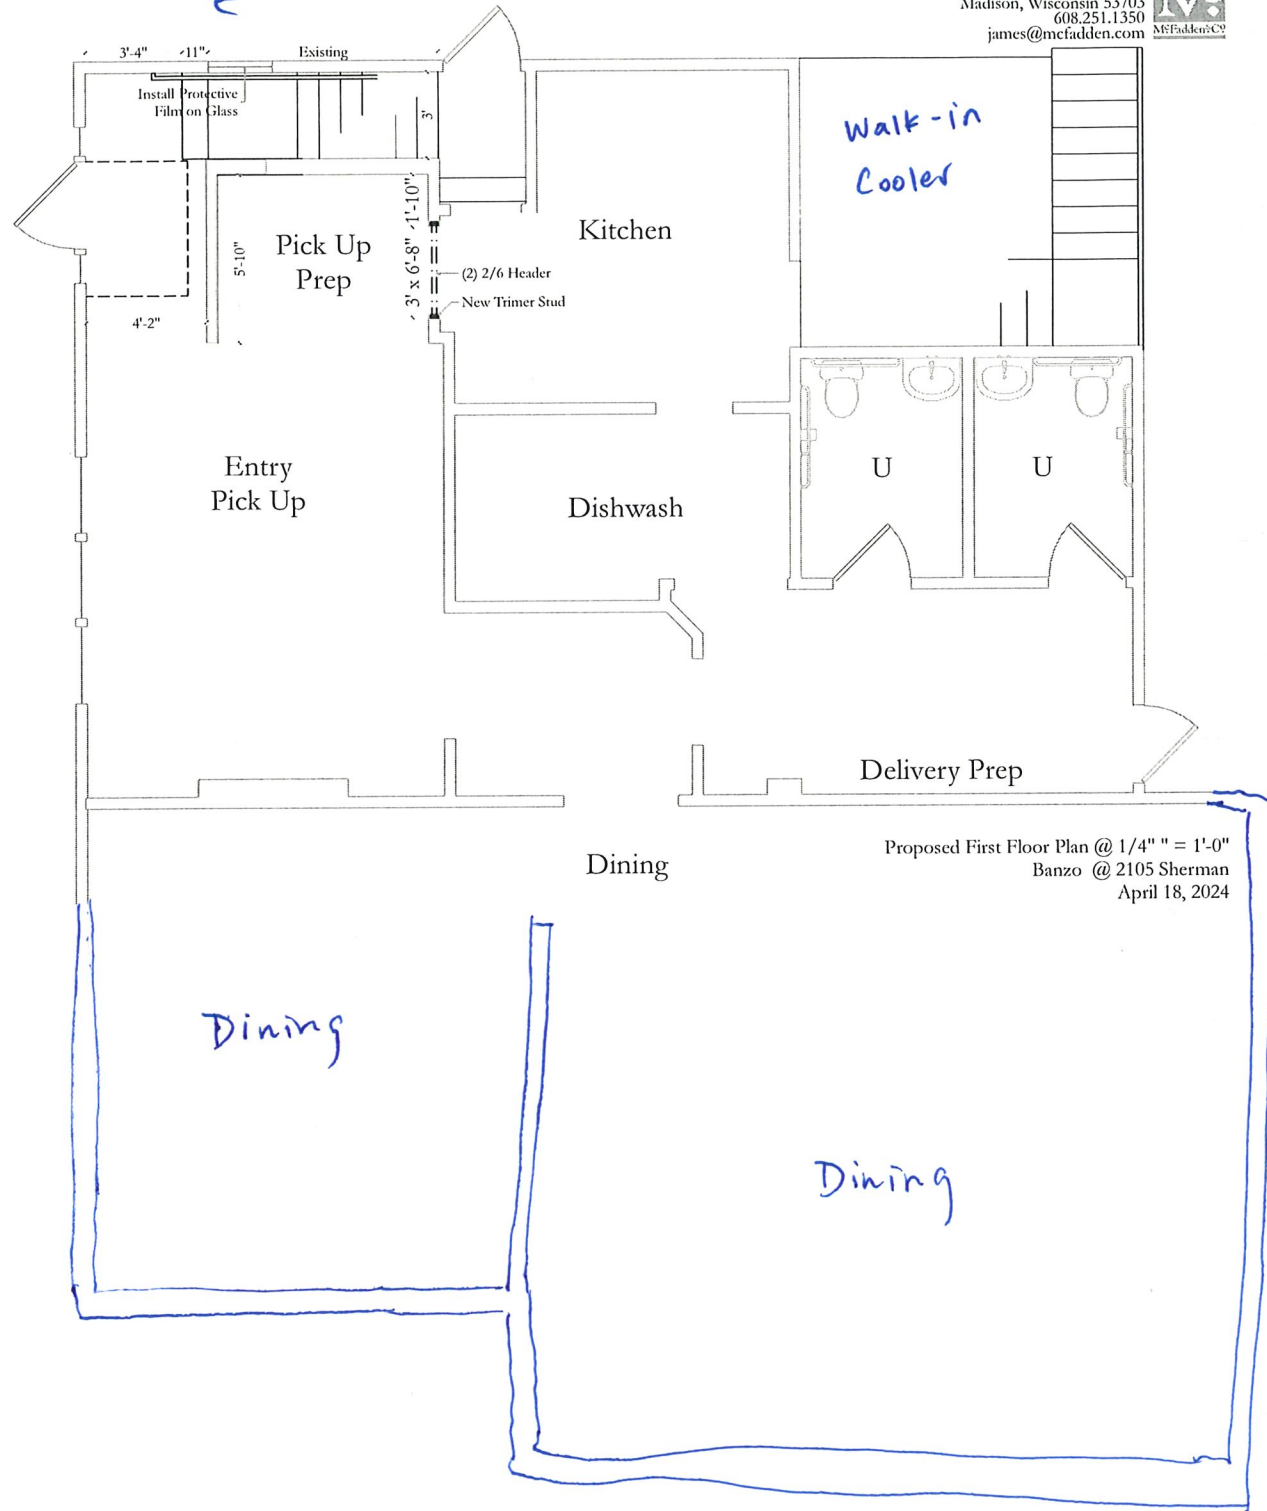 Madison, Wisconsin 53703
608.251.1350
james@mcfadden.com
McFadden & Co
3'-4"
11"
Existing
Install Protective
Film on Glass
3'
Walk-in
Cooler
1'-10"
Kitchen
Pick Up
Prep
5'-10"
3' x 6'-8"
(2) 2/6 Header
New Trimer Stud
4'-2"
Entry
Pick Up
U
U
Dishwash
Delivery Prep
Dining
Proposed First Floor Plan @ 1/4" " = 1'-0"
Banzo @ 2105 Sherman
April 18, 2024
Dining
Dining